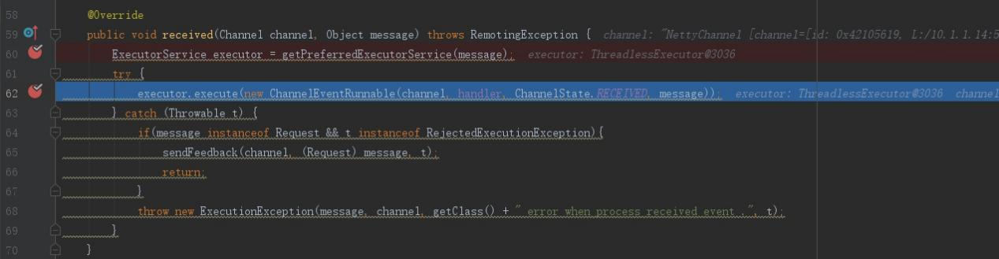 58 @Override
59 public void received(Channel channel, Object message) throws RemotingException { channel: "NettyChannel [channel=[id: 0x42105619, L:/10.1.1.14:5
60 ExecutorService executor = getPreferredExecutorService(message); executor: ThreadlessExecutor@3036
61 try {
62 executor.execute(new ChannelEventRunnable(channel, handler, ChannelState.RECEIVED, message)); executor: ThreadlessExecutor@3036 channel
63 } catch (Throwable t) {
64 if(message instanceof Request && t instanceof RejectedExecutionException){
65 sendFeedback(channel, (Request) message, t);
66 return;
67 }
68 throw new ExecutionException(message, channel, getClass() + " error when process received event .", t);
69 }
70 }